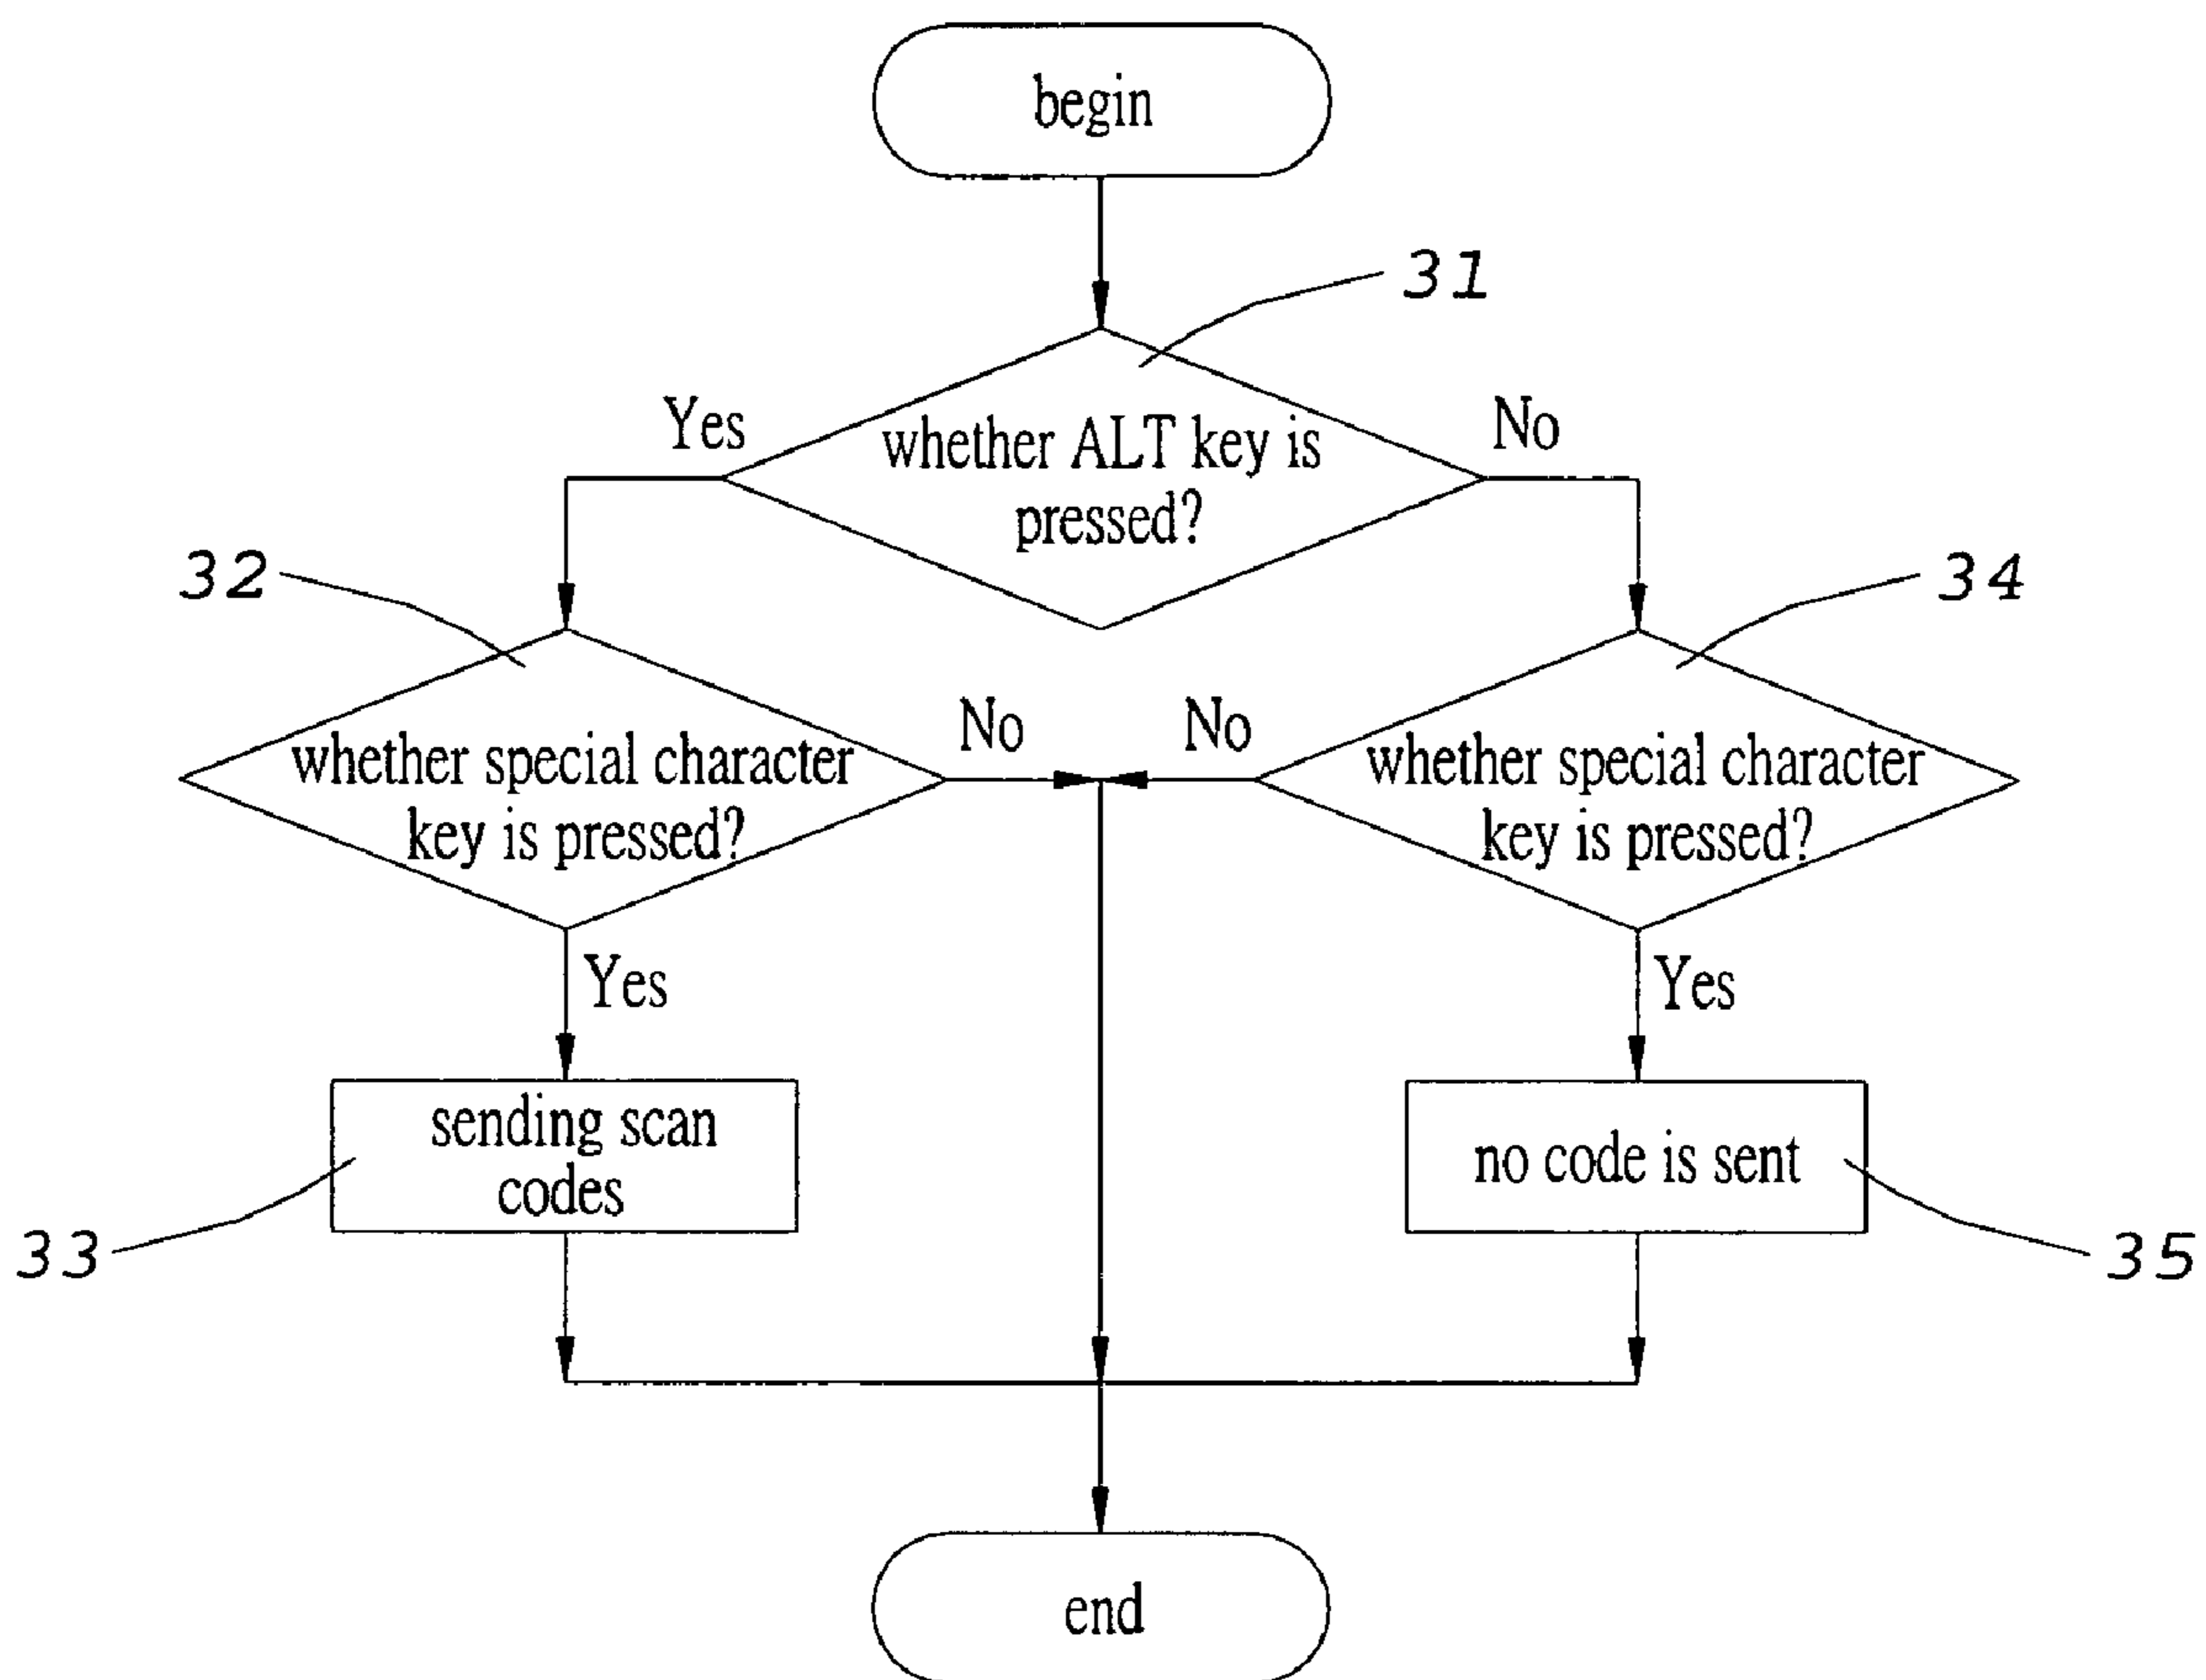 begin
31
Yes
No
whether ALT key is
pressed?
32
34
No
No
whether special character
key is pressed?
whether special character
key is pressed?
Yes
Yes
sending scan
codes
no code is sent
33
35
end